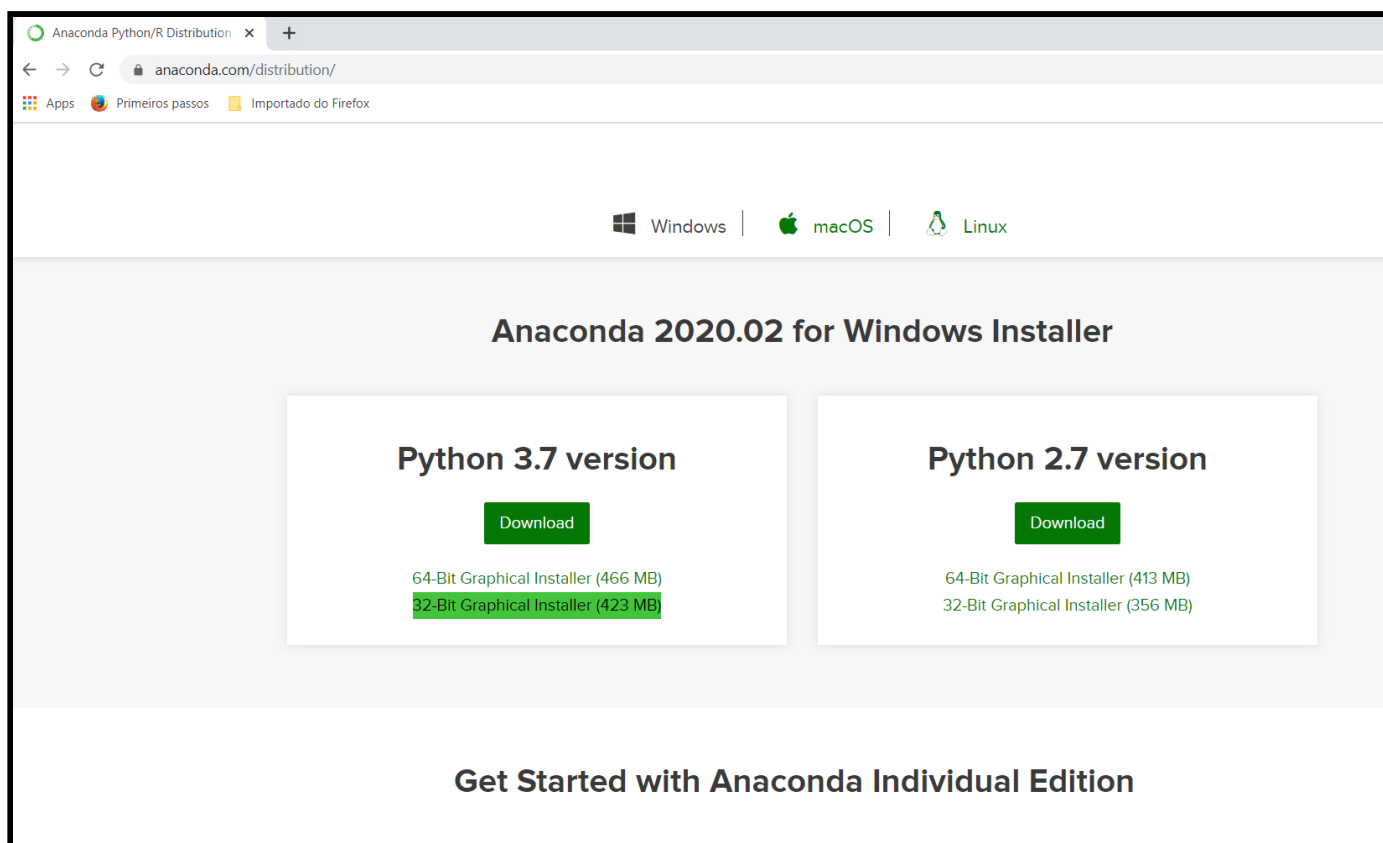 Anaconda Python/R Distribution
anaconda.com/distribution/
Apps Primeiros passos Importado do Firefox
Windows macOS Linux
Anaconda 2020.02 for Windows Installer
Python 3.7 version
Download
64-Bit Graphical Installer (466 MB)
32-Bit Graphical Installer (423 MB)
Python 2.7 version
Download
64-Bit Graphical Installer (413 MB)
32-Bit Graphical Installer (356 MB)
Get Started with Anaconda Individual Edition